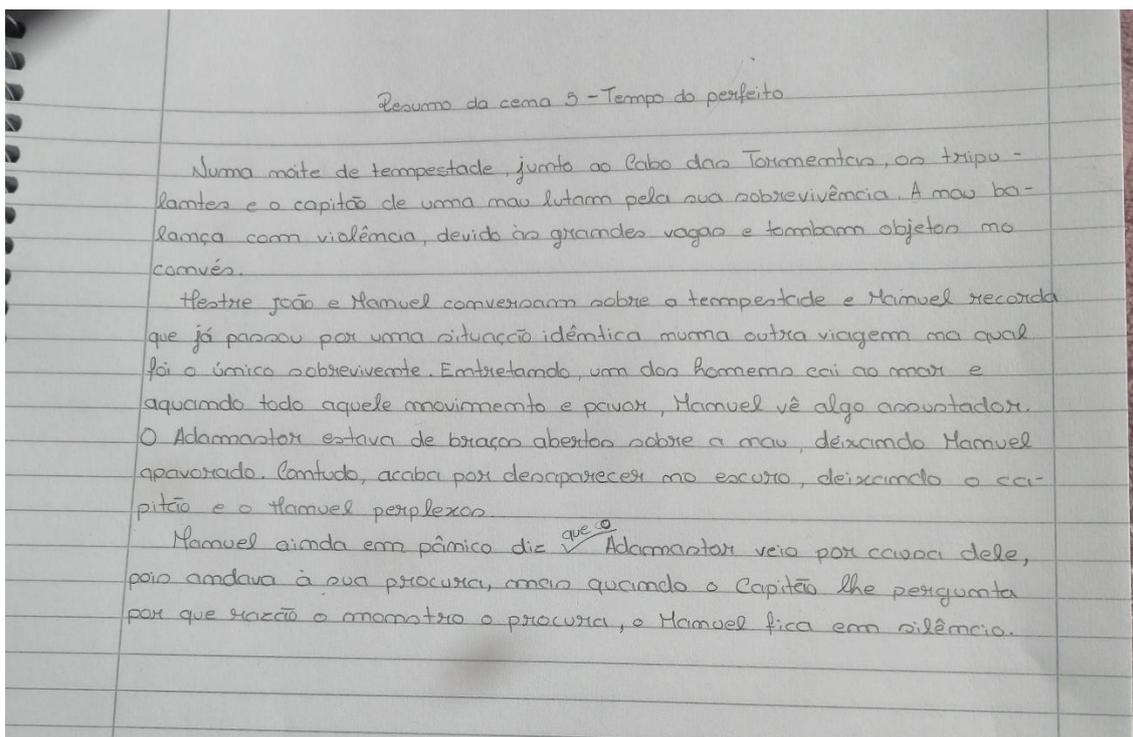 Resumo da cena 5 - Tempo do perfeito
Numa noite de tempestade, junto ao Cabo das Tormentas, os tripu-
lantes e o capitão de uma nau lutam pela sua sobrevivência. A nau ba-
lança com violência, devido às grandes vagas e tombam objetos no
convés.
Mestre João e Manuel conversam sobre a tempestade e Manuel recorda
que já passou por uma situação idêntica numa outra viagem na qual
foi o único sobrevivente. Entretando, um dos homens cai ao mar e
aquando todo aquele movimento e pavor, Manuel vê algo assustador.
O Adamastor estava de braços abertos sobre a nau, deixando Manuel
apavorado. Contudo, acaba por desaparecer no escuro, deixando o ca-
pitão e o Manuel perplexos.
Manuel ainda em pânico diz que o Adamastor veio por causa dele,
pois andava à sua procura, mas quando o Capitão lhe pergunta
por que razão o monstro o procura, o Manuel fica em silêncio.